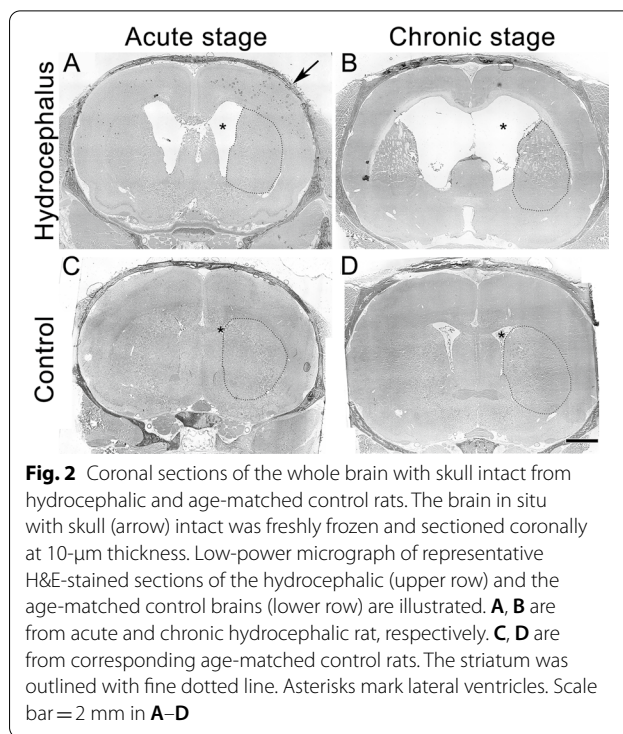 Acute stage
Chronic stage
Hydrocephalus
A
*
B
*
Control
C
*
D
*
Fig. 2 Coronal sections of the whole brain with skull intact from
hydrocephalic and age-matched control rats. The brain in situ
with skull (arrow) intact was freshly frozen and sectioned coronally
at 10-μm thickness. Low-power micrograph of representative
H&E-stained sections of the hydrocephalic (upper row) and the
age-matched control brains (lower row) are illustrated. A, B are
from acute and chronic hydrocephalic rat, respectively. C, D are
from corresponding age-matched control rats. The striatum was
outlined with fine dotted line. Asterisks mark lateral ventricles. Scale
bar = 2 mm in A–D